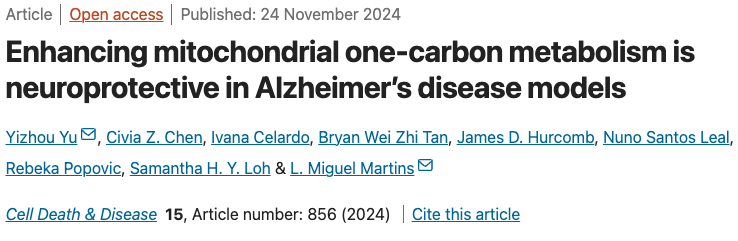 Article | Open access | Published: 24 November 2024
Enhancing mitochondrial one-carbon metabolism is
neuroprotective in Alzheimer’s disease models
Yizhou Yu, Civia Z. Chen, Ivana Celardo, Bryan Wei Zhi Tan, James D. Hurcomb, Nuno Santos Leal,
Rebeka Popovic, Samantha H. Y. Loh & L. Miguel Martins
Cell Death & Disease 15, Article number: 856 (2024) | Cite this article